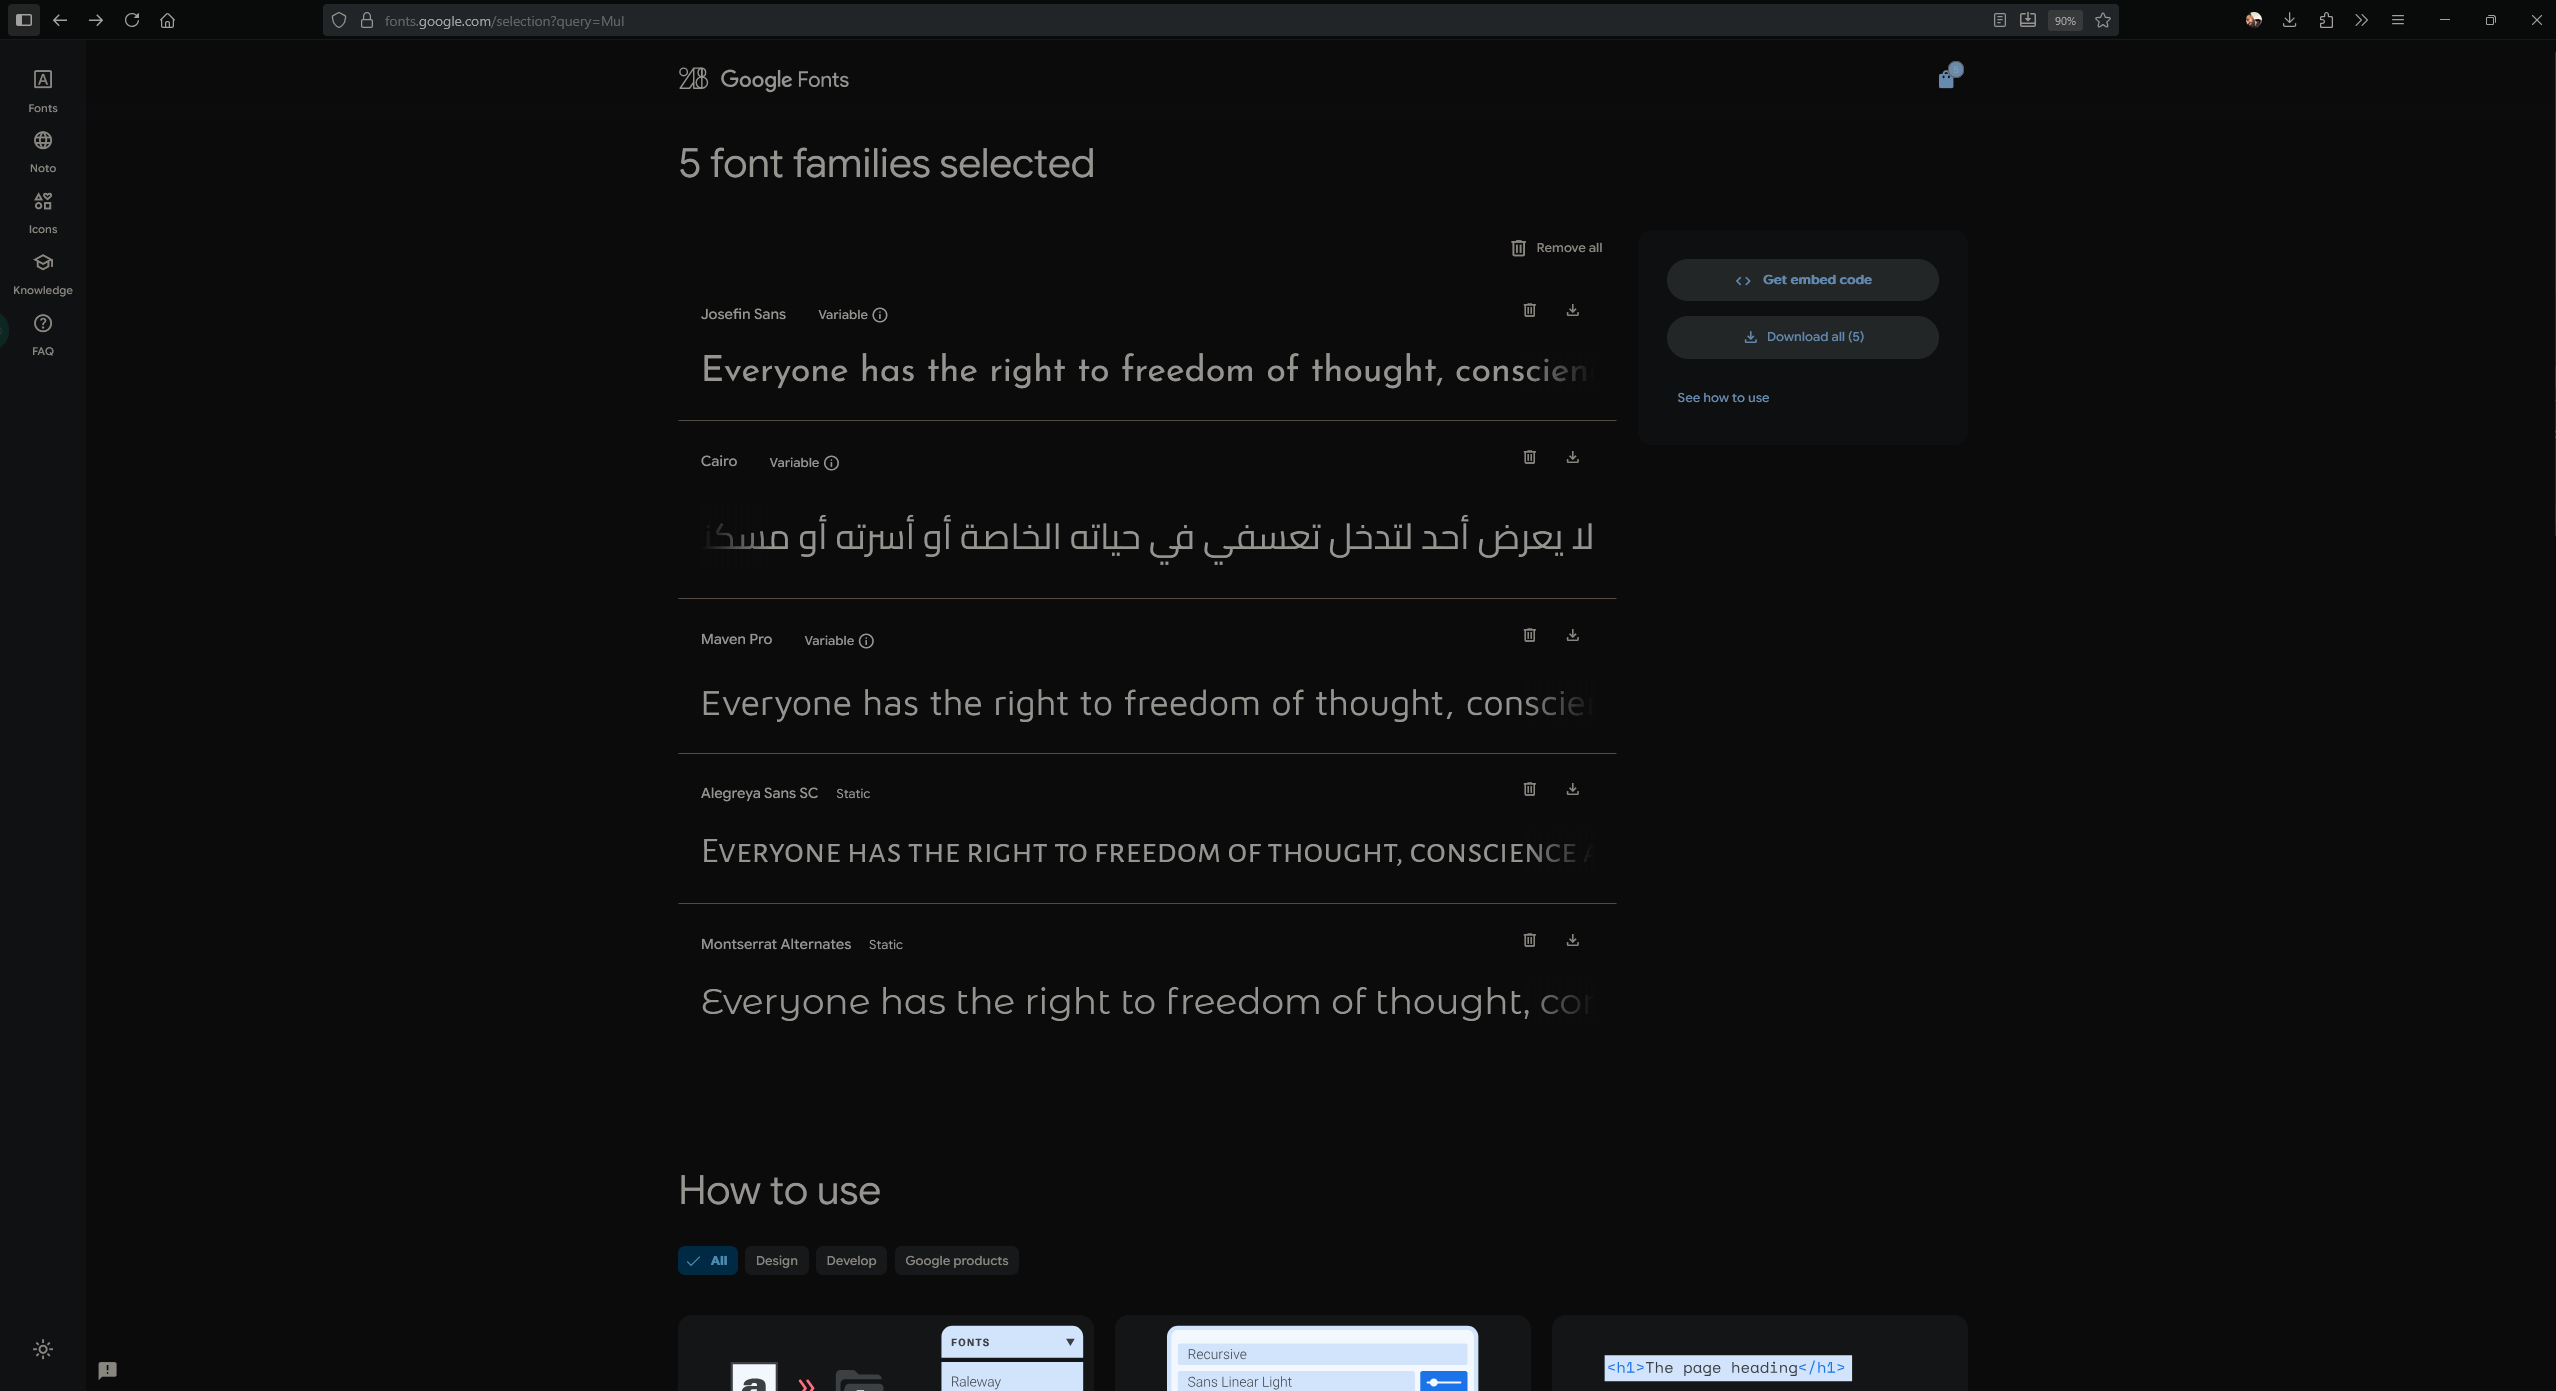 fonts.google.com/selection?query=Mul
90%
Fonts
Noto
Icons
Knowledge
FAQ
Google Fonts
5 font families selected
Remove all
Get embed code
Download all (5)
See how to use
Josefin Sans Variable
Everyone has the right to freedom of thought, conscien
Cairo Variable
لا يعرض أحد لتدخل تعسفي في حياته الخاصة أو أسرته أو مسكن
Maven Pro Variable
Everyone has the right to freedom of thought, conscien
Alegreya Sans SC Static
Everyone has the right to freedom of thought, conscience a
Montserrat Alternates Static
Everyone has the right to freedom of thought, con
How to use
All Design Develop Google products
FONTS
Raleway
a
Recursive
Sans Linear Light
<h1>The page heading</h1>